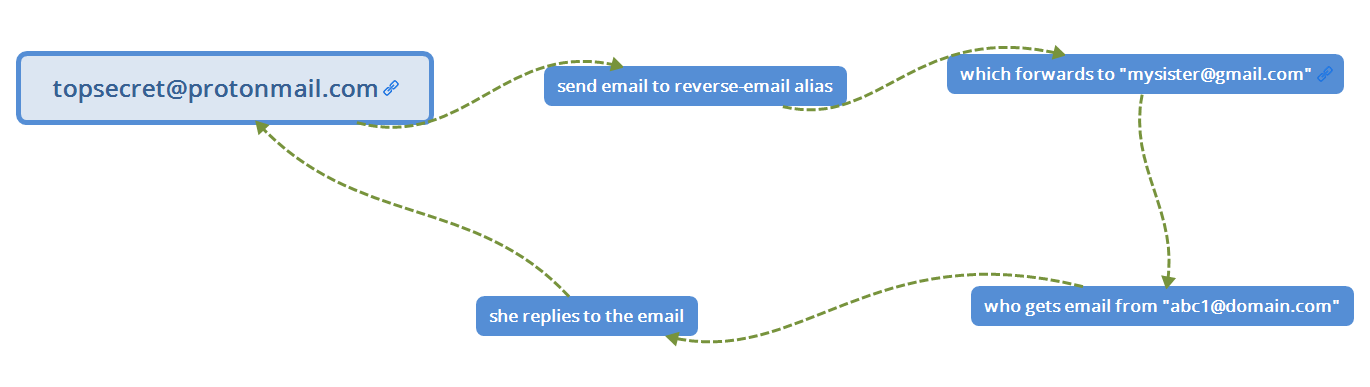 topsecret@protonmail.com
send email to reverse-email alias
which forwards to "mysister@gmail.com"
who gets email from "abc1@domain.com"
she replies to the email